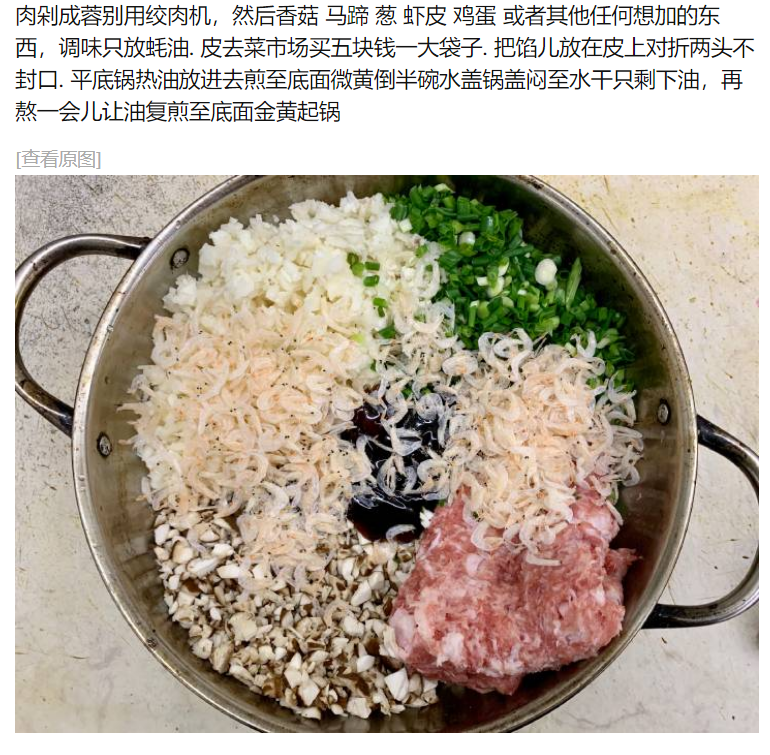 肉剁成蓉别用绞肉机，然后香菇 马蹄 葱 虾皮 鸡蛋 或者其他任何想加的东
西，调味只放蚝油. 皮去菜市场买五块钱一大袋子. 把馅儿放在皮上对折两头不
封口. 平底锅热油放进去煎至底面微黄倒半碗水盖锅盖闷至水干只剩下油，再
熬一会儿让油复煎至底面金黄起锅
[查看原图]